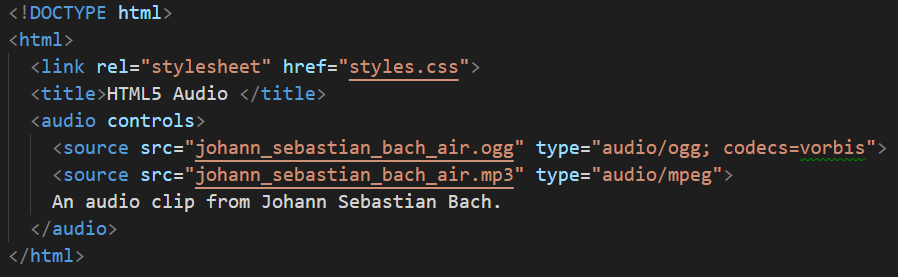 <!DOCTYPE html>
<html>
<link rel="stylesheet" href="styles.css">
<title>HTML5 Audio </title>
<audio controls>
<source src="johann_sebastian_bach_air.ogg" type="audio/ogg; codecs=vorbis">
<source src="johann_sebastian_bach_air.mp3" type="audio/mpeg">
An audio clip from Johann Sebastian Bach.
</audio>
</html>